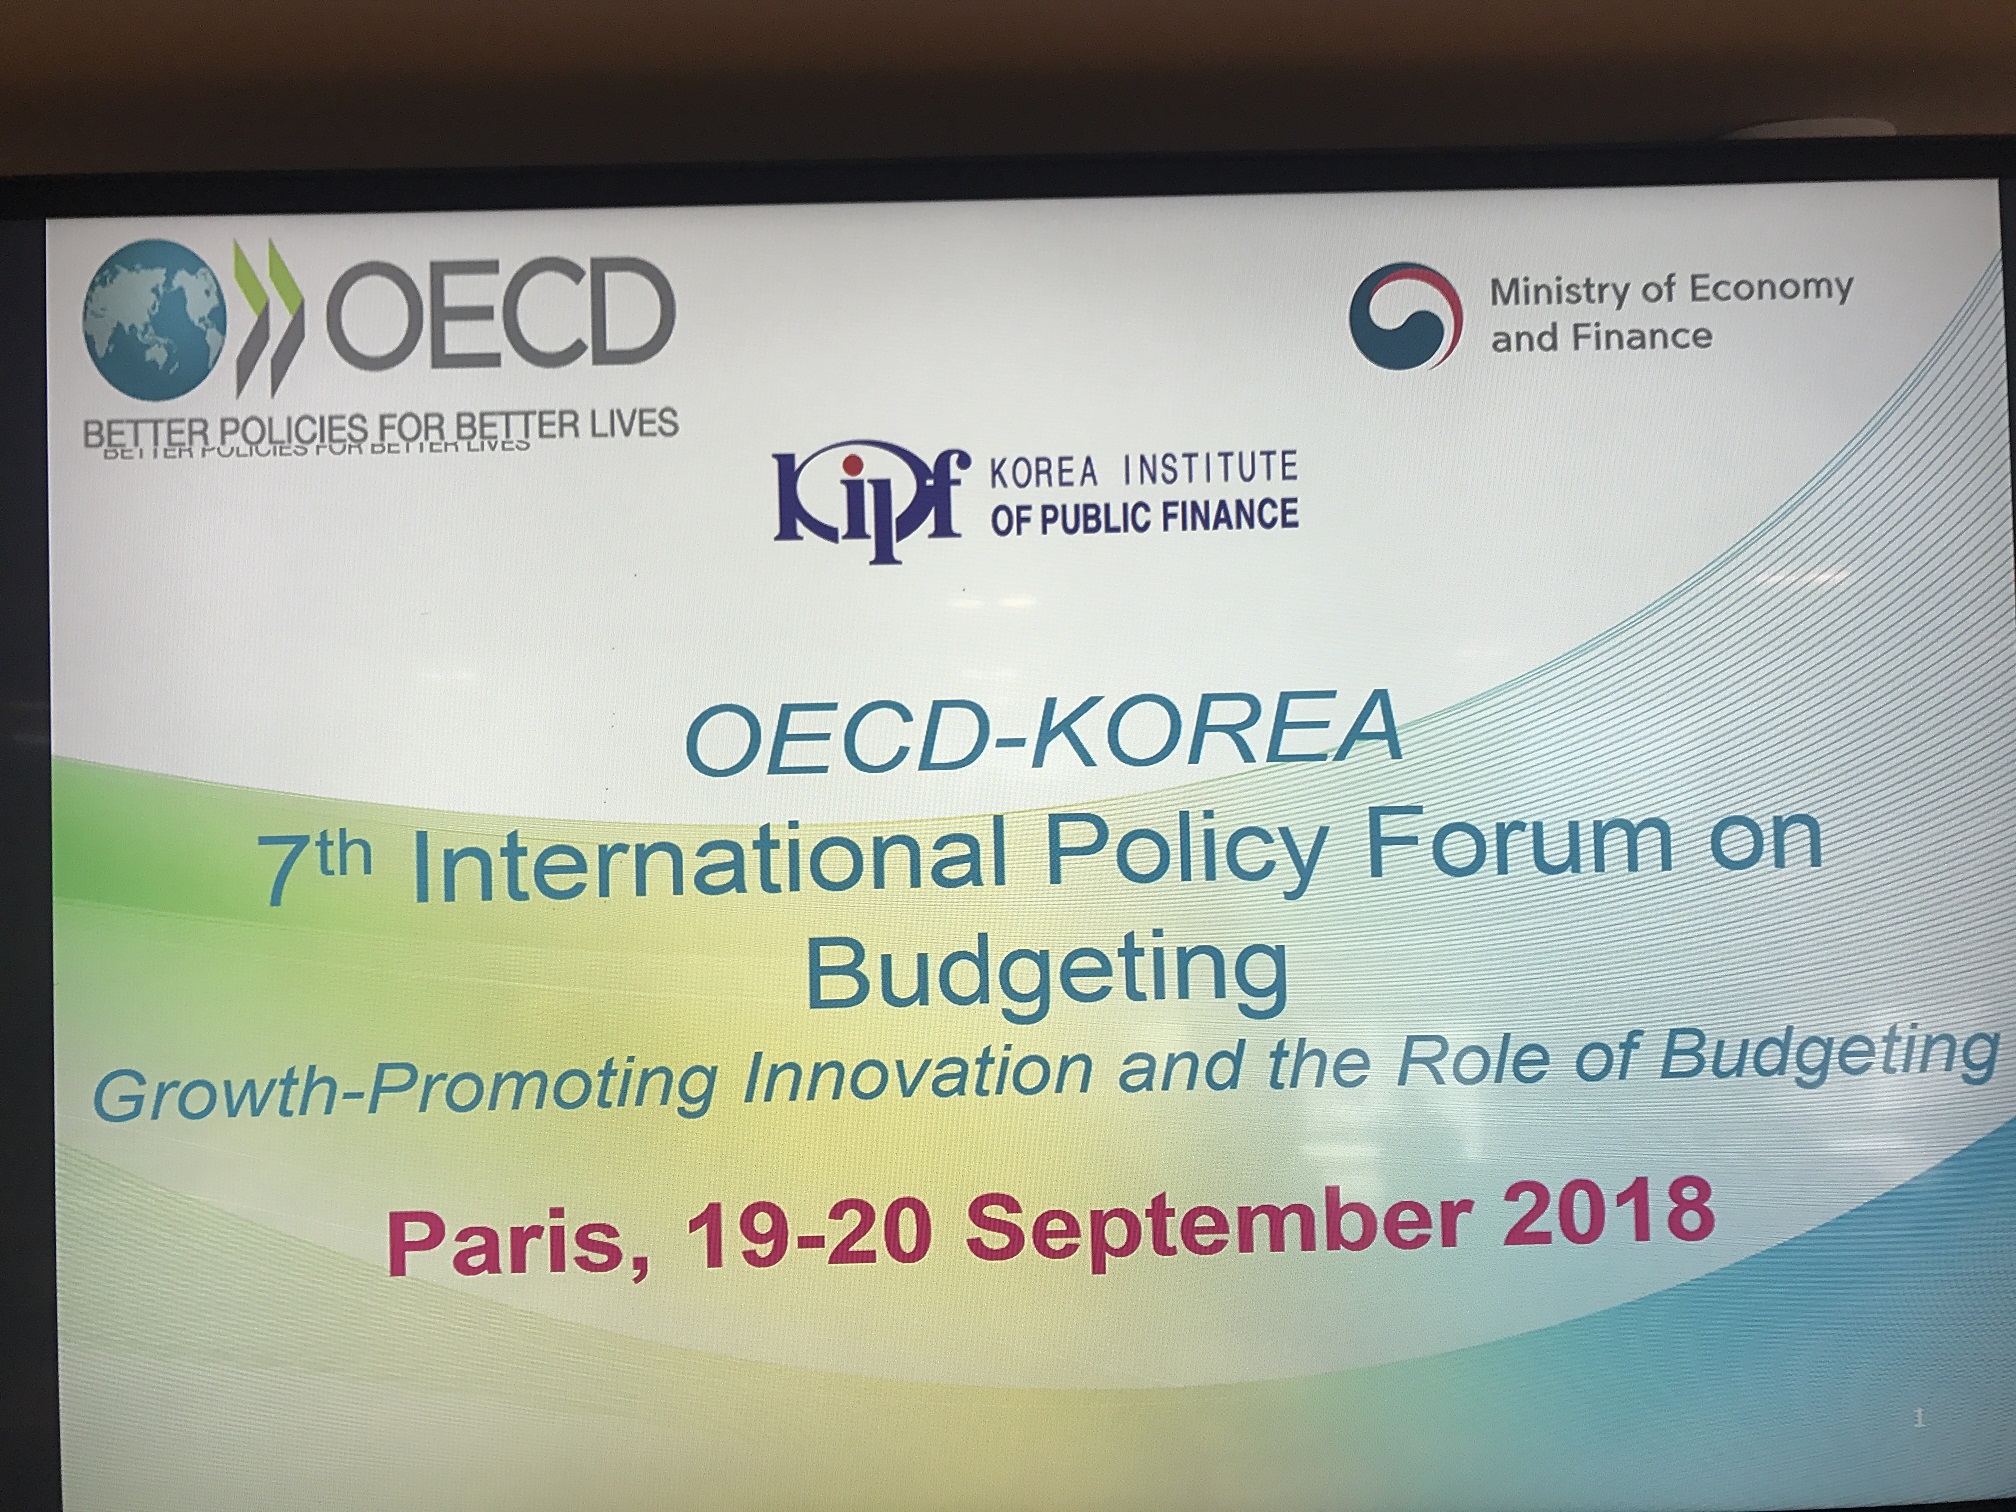 OECD
BETTER POLICIES FOR BETTER LIVES
BETTER POLICIES FOR BETTER LIVES
Ministry of Economy
and Finance
kipf
KOREA INSTITUTE
OF PUBLIC FINANCE
OECD-KOREA
7th International Policy Forum on
Budgeting
Growth-Promoting Innovation and the Role of Budgeting
Paris, 19-20 September 2018
1